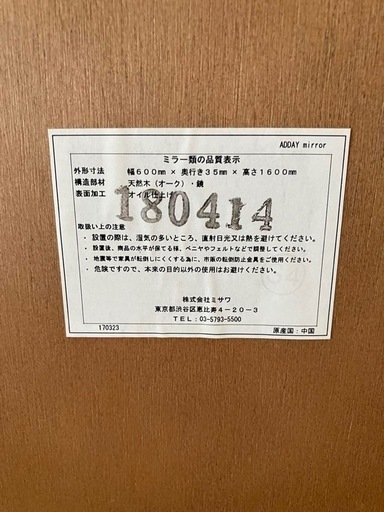 ADDAY mirror
ミラー類の品質表示
外形寸法 幅600mm × 奥行き35mm × 高さ1600mm
構造部材 天然木（オーク）・鏡
表面加工 オイル仕上げ
180414
取扱い上の注意
・設置の際は、湿気の多いところ、直射日光又は熱を避けてください。
・設置後、商品の水平が保てる様、ベニヤやフェルトなどで調整してください。
・地震等で家具が転倒しにくくする為に、市販の転倒防止金具をご使用ください。
・危険ですので、本来の目的以外の使用はお避けください。
株式会社ミサワ
東京都渋谷区恵比寿4-20-3
TEL：03-5793-5500
170323 原産国：中国